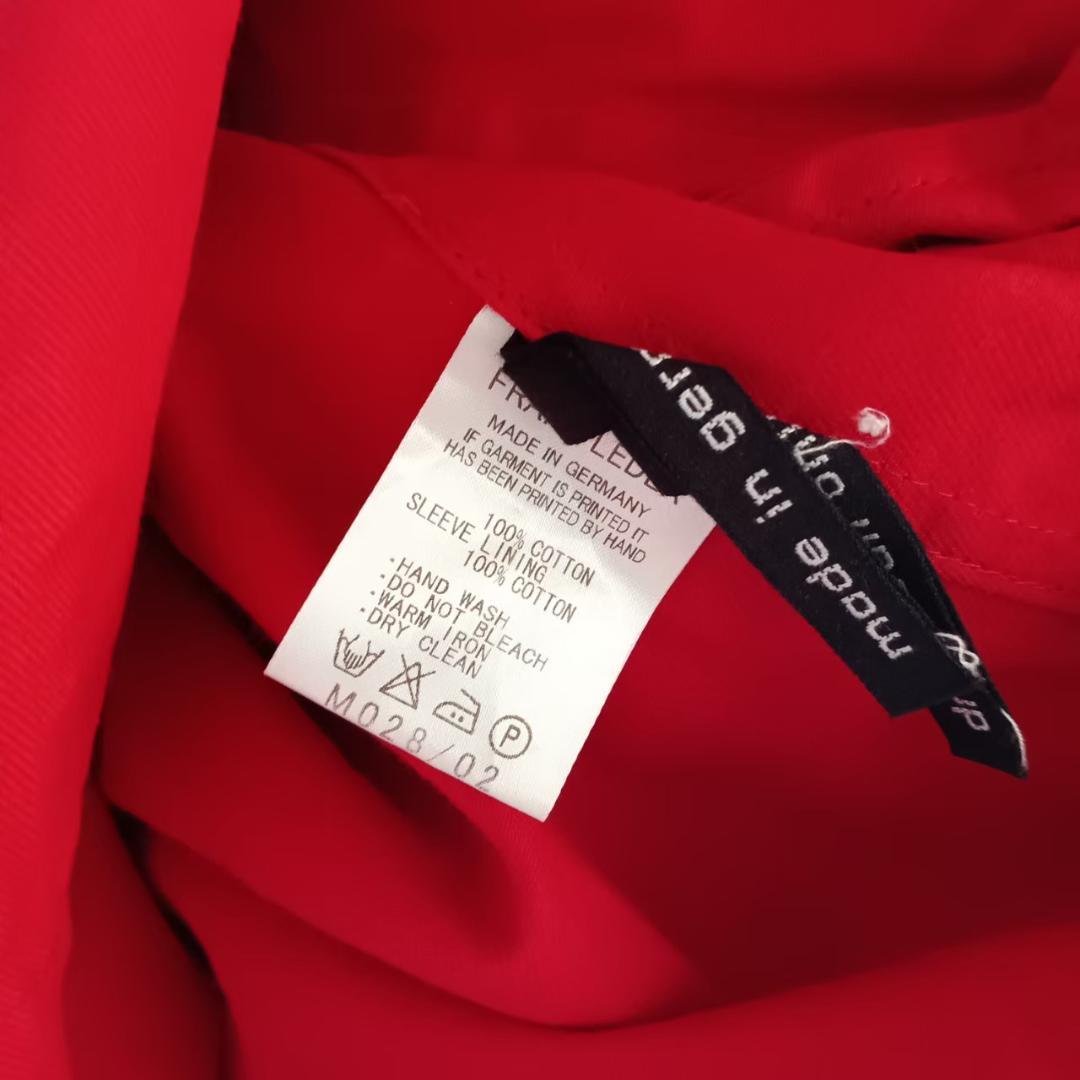 MADE IN GERMANY
IF GARMENT IS PRINTED IT
HAS BEEN PRINTED BY HAND
100% COTTON
SLEEVE LINING
100% COTTON
·HAND WASH
·DO NOT BLEACH
·WARM IRON
·DRY CLEAN
P
M028/02
made in ger